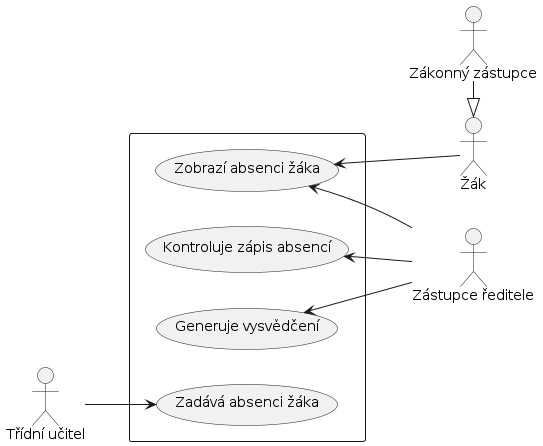 Zákonný zástupce
Zobrazí absenci žáka
Žák
Kontroluje zápis absencí
Zástupce ředitele
Generuje vysvědčení
Zadává absenci žáka
Třídní učitel